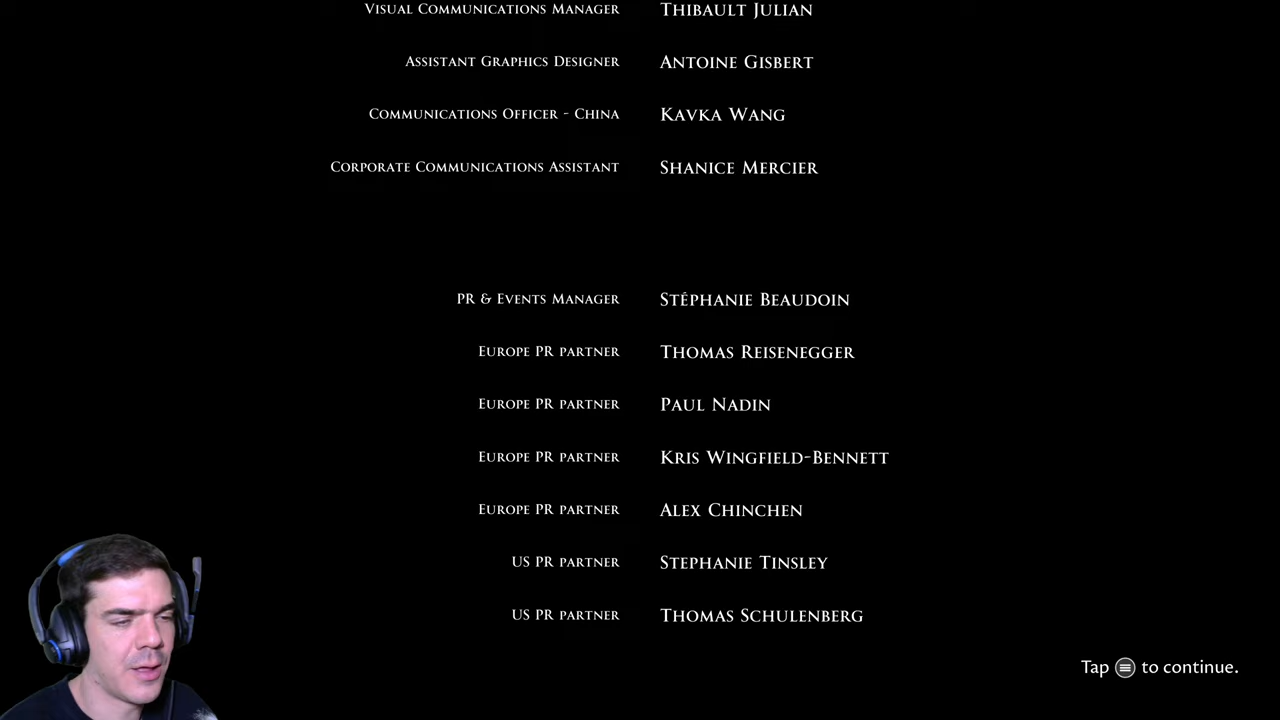 Visual Communications Manager Thibault Julian
Assistant Graphics Designer Antoine Gisbert
Communications Officer - China Kavka Wang
Corporate Communications Assistant Shanice Mercier
PR & Events Manager Stêphanie Beaudoin
Europe PR partner Thomas Reisenegger
Europe PR partner Paul Nadin
Europe PR partner Kris Wingfield-Bennett
Europe PR partner Alex Chinchen
US PR partner Stephanie Tinsley
US PR partner Thomas Schulenberg
Tap to continue.